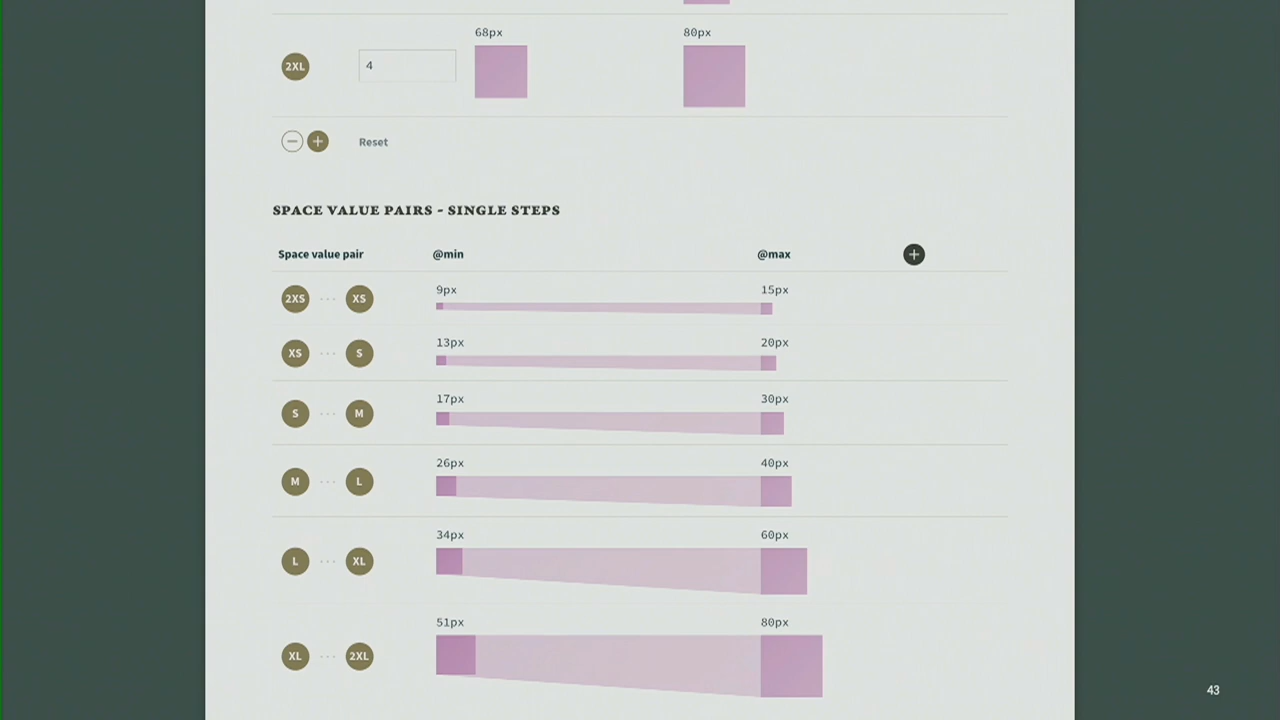 68px 80px
2XL 4
Reset
SPACE VALUE PAIRS - SINGLE STEPS
Space value pair @min @max
2XS ··· XS 9px 15px
XS ··· S 13px 20px
S ··· M 17px 30px
M ··· L 26px 40px
L ··· XL 34px 60px
XL ··· 2XL 51px 80px
43